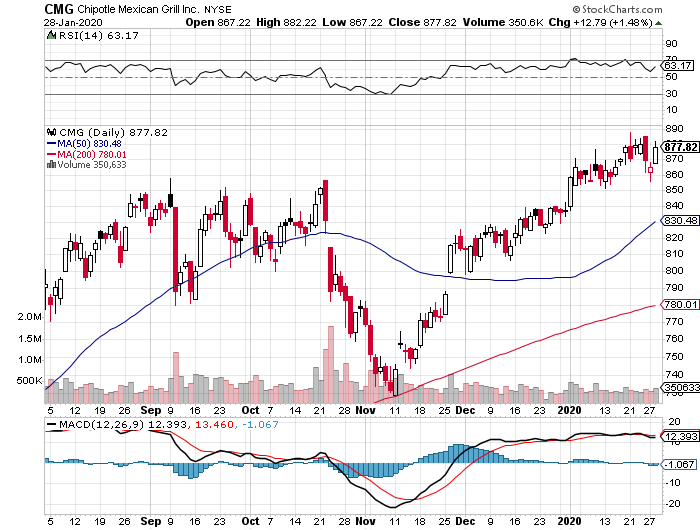 CMG Chipotle Mexican Grill Inc. NYSE
© StockCharts.com
28-Jan-2020 Open 867.22 High 882.22 Low 867.22 Close 877.82 Volume 350.6K Chg +12.79 (+1.48%)
RSI(14) 63.17
90
70
63.17
50
30
10
CMG (Daily) 877.82
MA(50) 830.48
MA(200) 780.01
Volume 350,633
890
880
877.82
870
860
850
840
830.48
820
810
800
790
780.01
770
760
750
740
350633
2.0M
1.5M
1.0M
500K
5 12 19 26 Sep 9 16 23 Oct 7 14 21 28 Nov 11 18 25 Dec 9 16 23 2020 13 21 27
MACD(12,26,9) 12.393, 13.460, -1.067
20
12.393
-1.067
-10
-20
5 12 19 26 Sep 9 16 23 Oct 7 14 21 28 Nov 11 18 25 Dec 9 16 23 2020 13 21 27